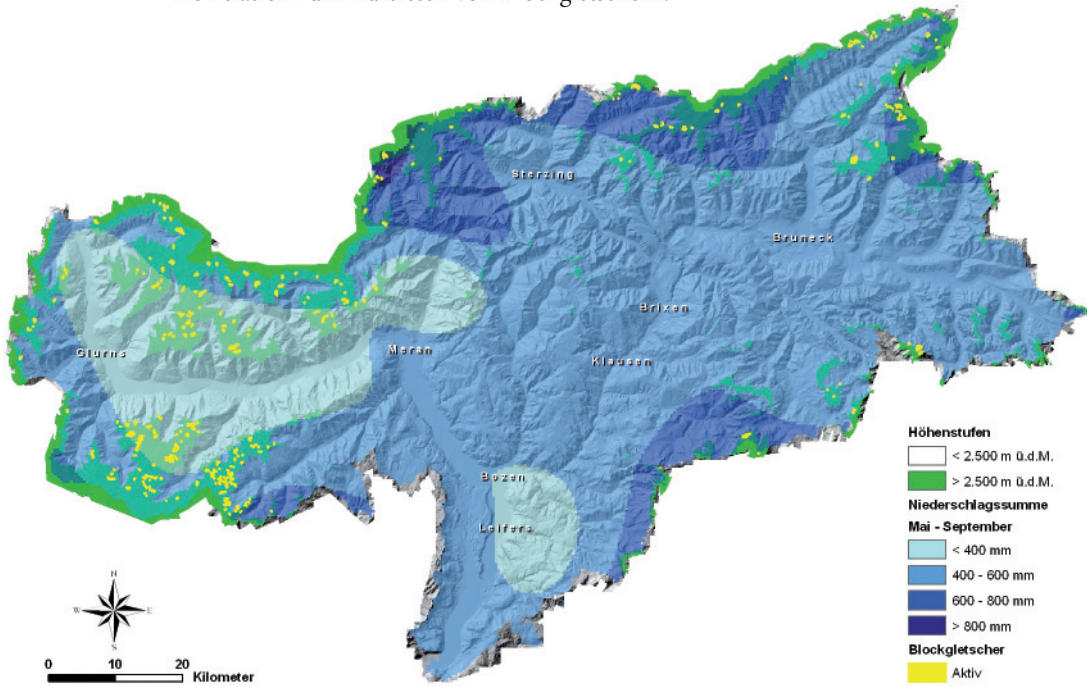 Sterzing
Bruneck
Brixen
Glurns
Meran
Klausen
Bozen
Leifers
Höhenstufen
< 2.500 m ü.d.M.
> 2.500 m ü.d.M.
Niederschlagssumme
Mai - September
< 400 mm
400 - 600 mm
600 - 800 mm
> 800 mm
Blockgletscher
Aktiv
N
W E
S
0 10 20
Kilometer